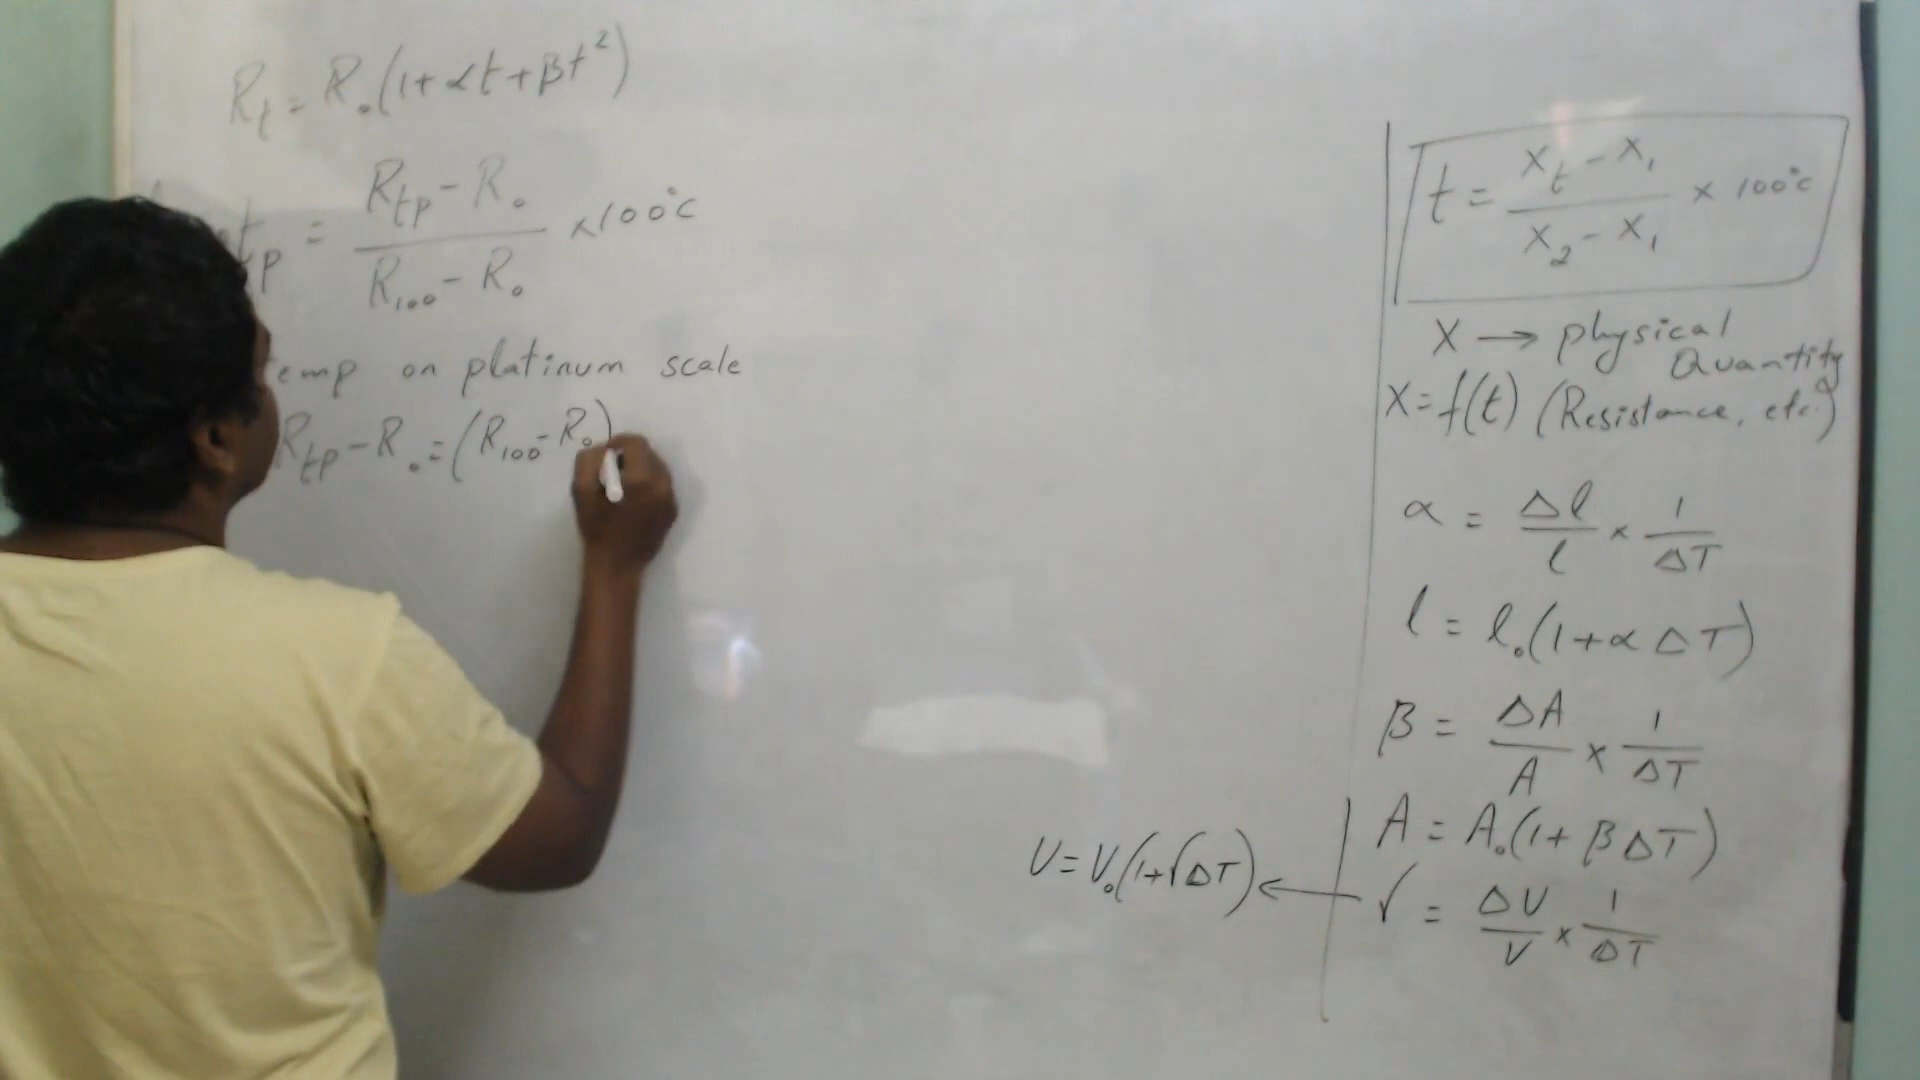 Rt = R₀(1+αt+βt²)
tp = (Rtp - R₀)/(R₁₀₀ - R₀) × 100°C
emp on platinum scale
Rtp - R₀ = (R₁₀₀ - R₀)
t = (Xt - X₁)/(X₂ - X₁) × 100°C
X → physical
Quantity
X = f(t) (Resistance, etc.)
α = Δl/l × 1/ΔT
l = l₀(1+α ΔT)
β = ΔA/A × 1/ΔT
A = A₀(1+ βΔT)
V = V₀(1+γΔT) ←
γ = ΔV/V × 1/ΔT